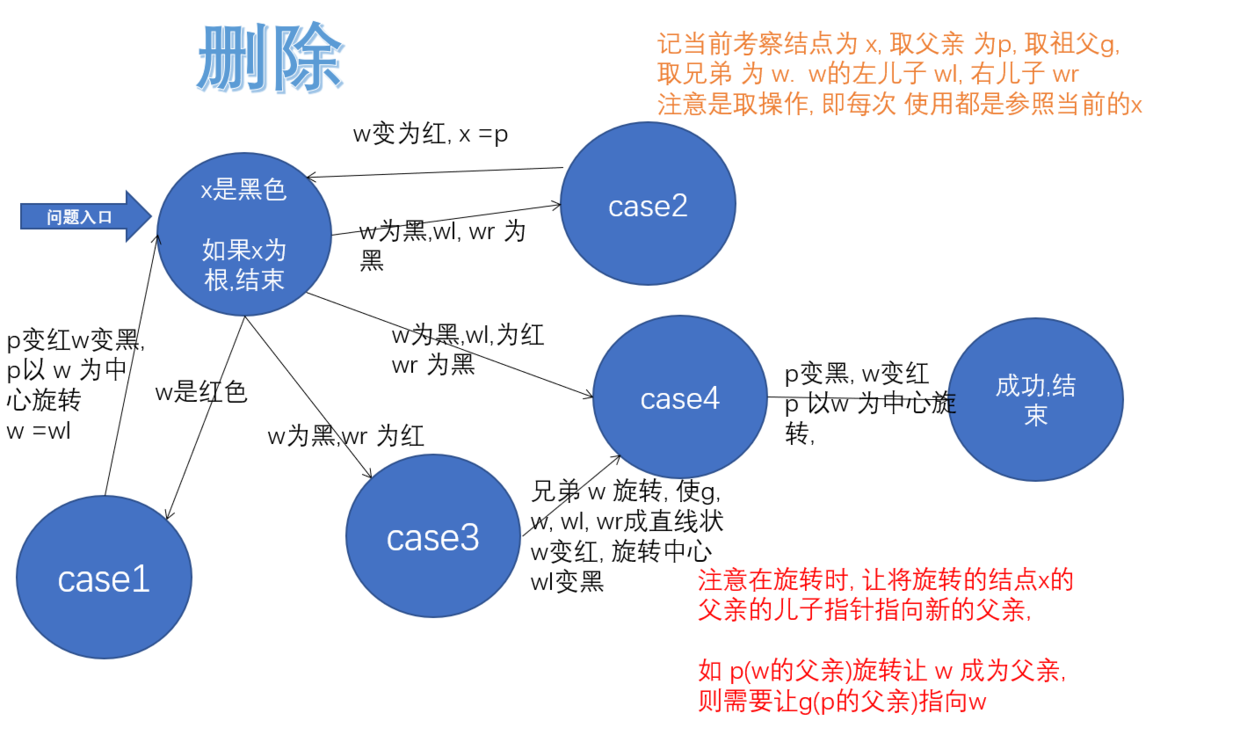 删除
记当前考察结点为 x, 取父亲 为p, 取祖父g,
取兄弟 为 w. w的左儿子 wl, 右儿子 wr
注意是取操作, 即每次 使用都是参照当前的x
w变为红, x =p
x是黑色
如果x为
根,结束
问题入口
case2
w为黑,wl, wr 为
黑
p变红w变黑,
p以 w 为中
心旋转
w =wl
w是红色
w为黑,wl,为红
wr 为黑
w为黑,wr 为红
case4
p变黑, w变红
p 以w 为中心旋
转,
成功,结
束
case1
case3
兄弟 w 旋转, 使g,
w, wl, wr成直线状
w变红, 旋转中心
wl变黑
注意在旋转时, 让将旋转的结点x的
父亲的儿子指针指向新的父亲,
如 p(w的父亲)旋转让 w 成为父亲,
则需要让g(p的父亲)指向w